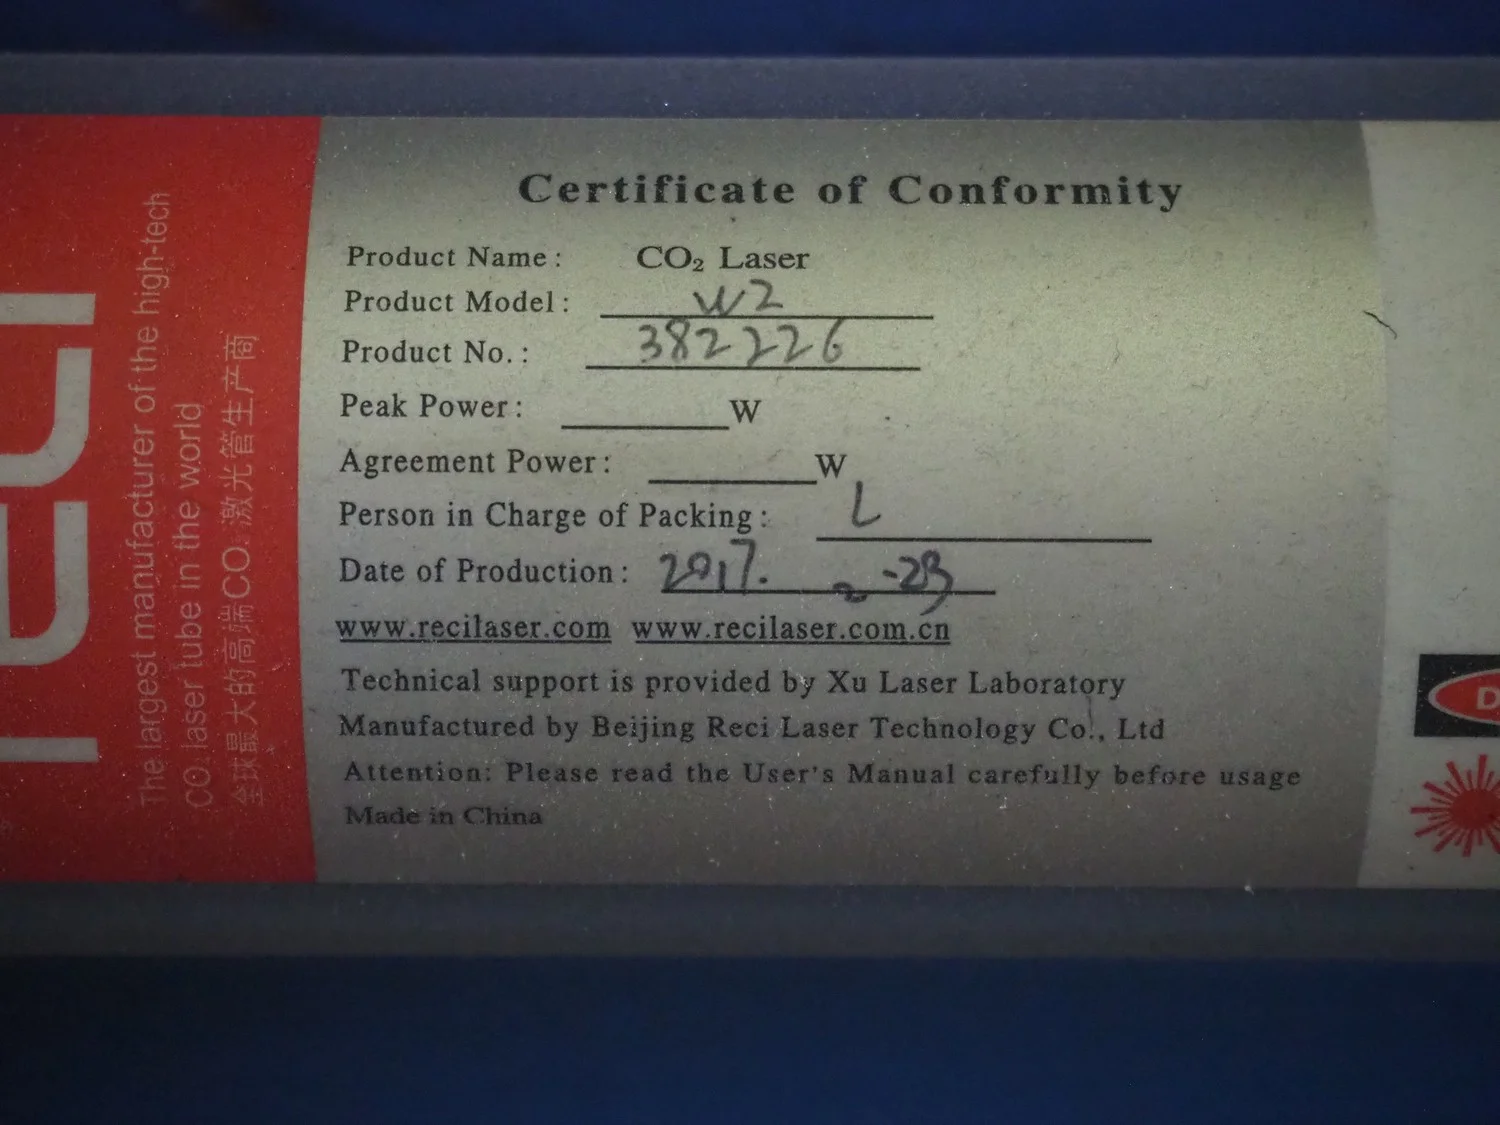 Certificate of Conformity
Product Name: CO₂ Laser
Product Model: W2
Product No.: 382226
Peak Power: W
Agreement Power: W
Person in Charge of Packing: L
Date of Production: 2017. 2 -23
www.recilaser.com www.recilaser.com.cn
Technical support is provided by Xu Laser Laboratory
Manufactured by Beijing Reci Laser Technology Co., Ltd
Attention: Please read the User's Manual carefully before usage
Made in China
The largest manufacturer of the high-tech
CO₂ laser tube in the world
全球最大的高端CO₂激光管生产商